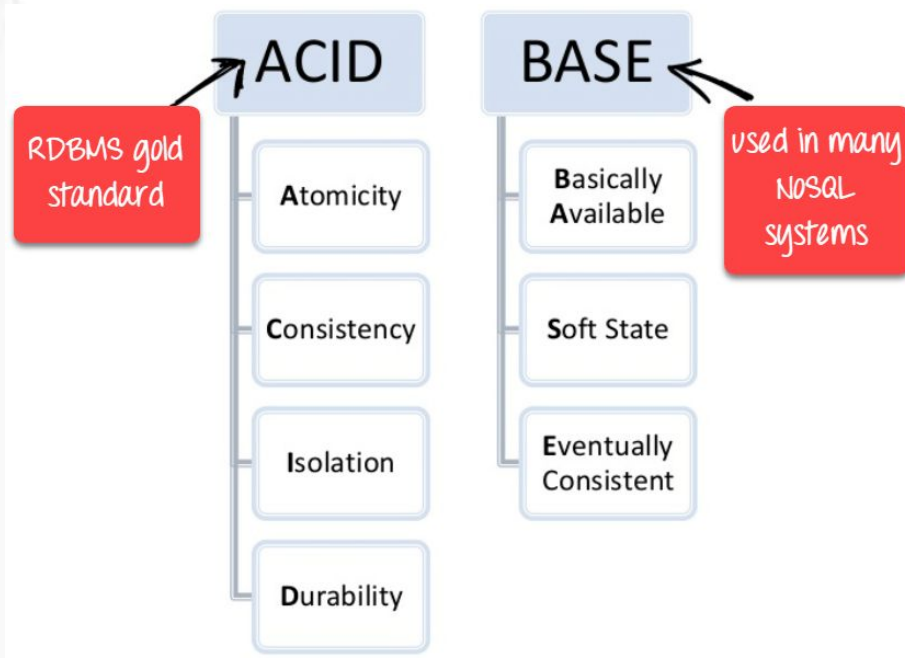 ACID
BASE
RDBMS gold
standard
used in many
NoSQL
systems
Atomicity
Consistency
Isolation
Durability
Basically
Available
Soft State
Eventually
Consistent